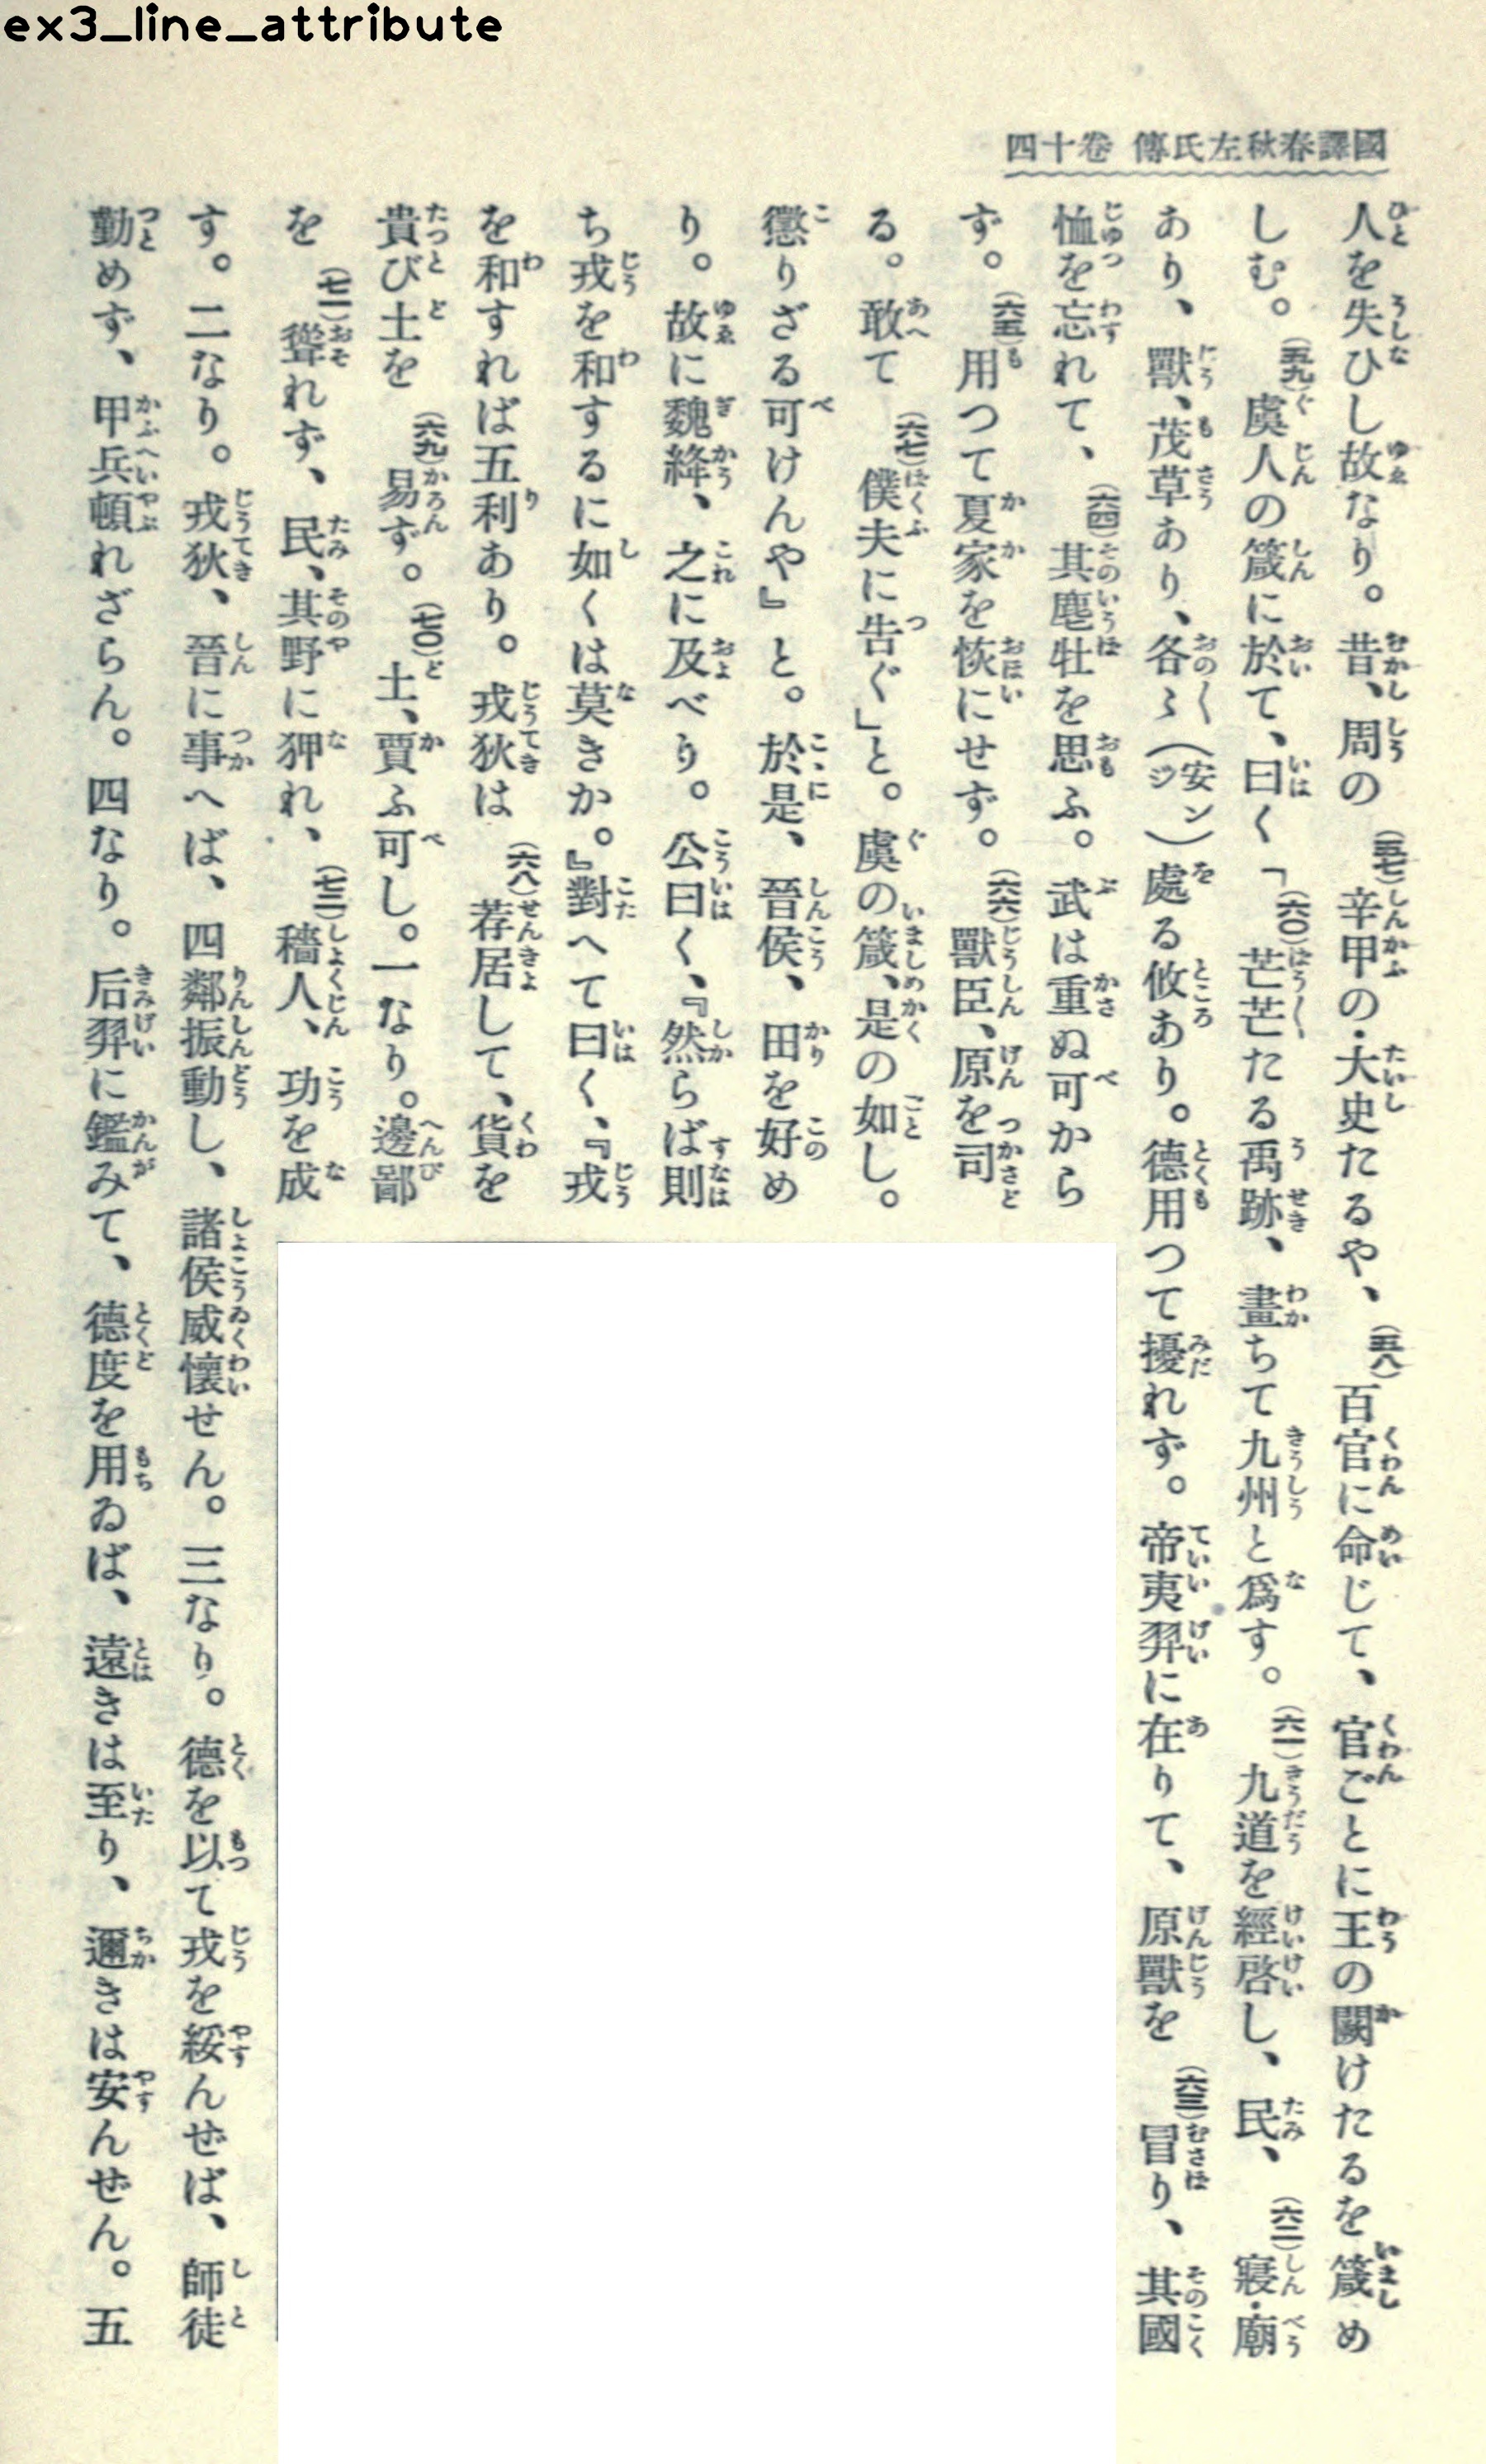 ex3_line_attribute
國譯春秋左氏傳 卷十四
人を失ひし故なり。昔、周の(五七)辛甲の・大史たるや、(五八)百官に命じて、官ごとに王の闕けたるを箴め
しむ。(五九)虞人の箴に於て、曰く「(六〇)芒芒たる禹跡、畫ちて九州と爲す。(六一)九道を經啓し、民、(六二)寢・廟
あり、獸、茂草あり、各〻(安ンジ)處る攸あり。德用つて擾れず。帝夷羿に在りて、原獸を(六三)冒り、其國
恤を忘れて、(六四)其麀牡を思ふ。武は重ぬ可から
ず。(六五)用つて夏家を恢にせず。(六六)獸臣、原を司
る。敢て(六七)僕夫に告ぐ」と。虞の箴、是の如し。
懲りざる可けんや』と。於是、晉侯、田を好め
り。故に魏絳、之に及べり。公曰く、『然らば則
ち戎を和するに如くは莫きか。』對へて曰く、『戎
を和すれば五利あり。戎狄は(六八)荐居して、貨を
貴び土を(六九)易ず。(七〇)土、賈ふ可し。一なり。邊鄙
を(七一)聳れず、民、其野に狎れ、(七二)穡人、功を成
す。二なり。戎狄、晉に事へば、四鄰振動し、諸侯威懷せん。三なり。德を以て戎を綏んせば、師徒
勤めず、甲兵頓れざらん。四なり。后羿に鑑みて、德度を用ゐば、遠きは至り、邇きは安んせん。五